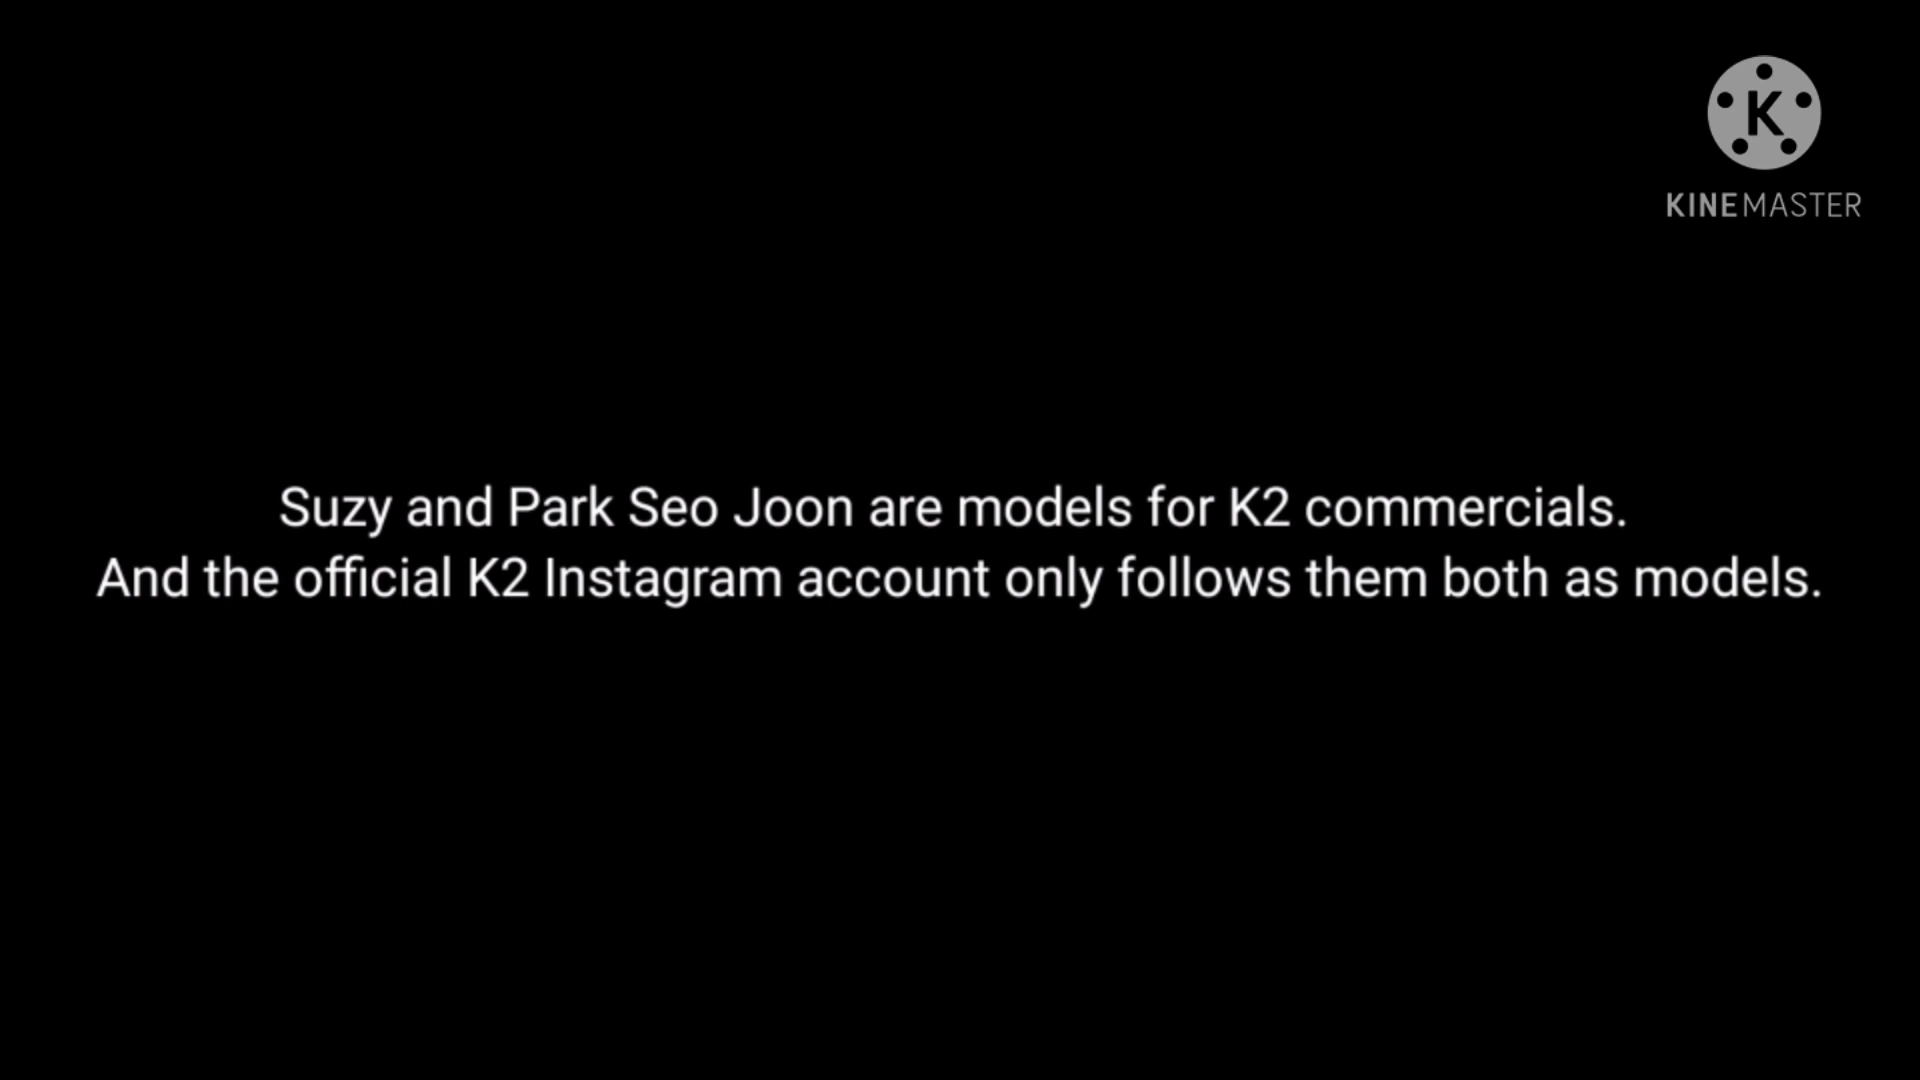 K
KINEMASTER
Suzy and Park Seo Joon are models for K2 commercials.
And the official K2 Instagram account only follows them both as models.